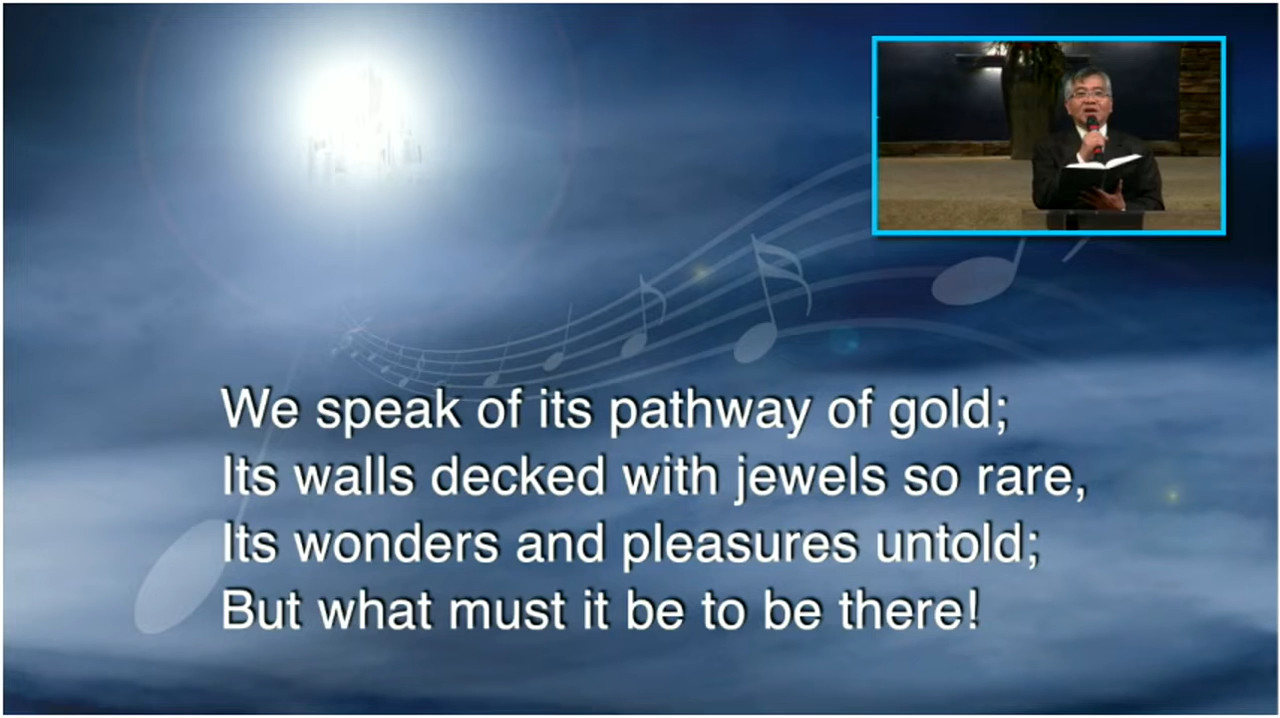 We speak of its pathway of gold;
Its walls decked with jewels so rare,
Its wonders and pleasures untold;
But what must it be to be there!